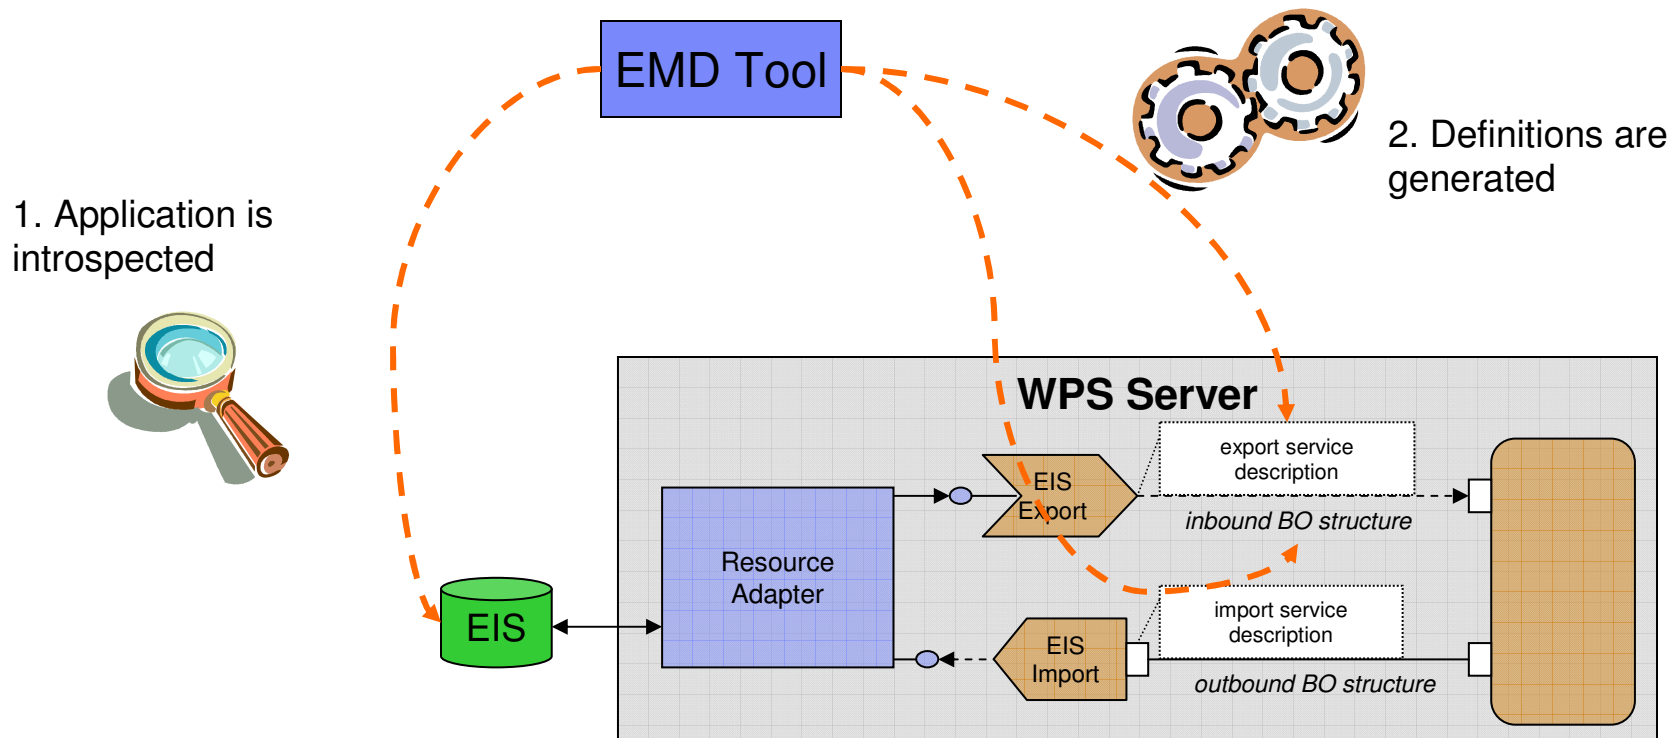 EMD Tool
2. Definitions are
generated
1. Application is
introspected
WPS Server
export service
description
EIS
Export
inbound BO structure
Resource
Adapter
import service
description
EIS
EIS
Import
outbound BO structure